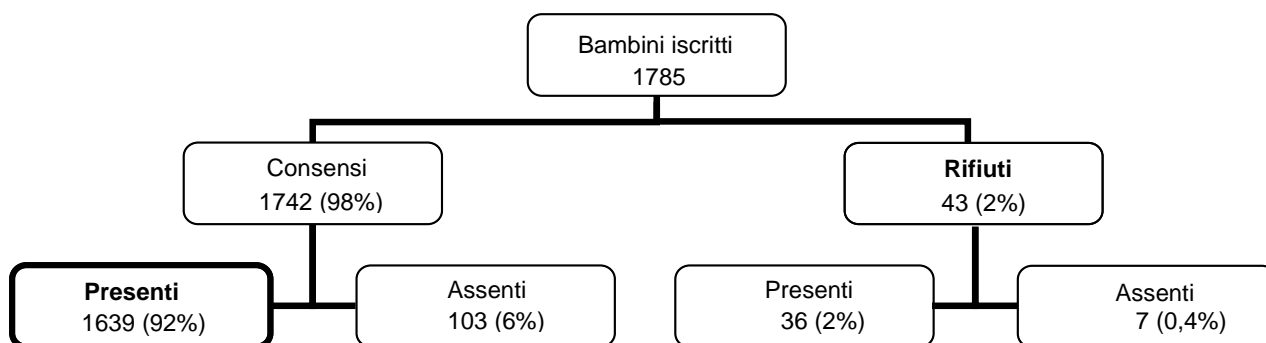 Bambini iscritti
1785
Consensi
1742 (98%)
Rifiuti
43 (2%)
Presenti
1639 (92%)
Assenti
103 (6%)
Presenti
36 (2%)
Assenti
7 (0,4%)